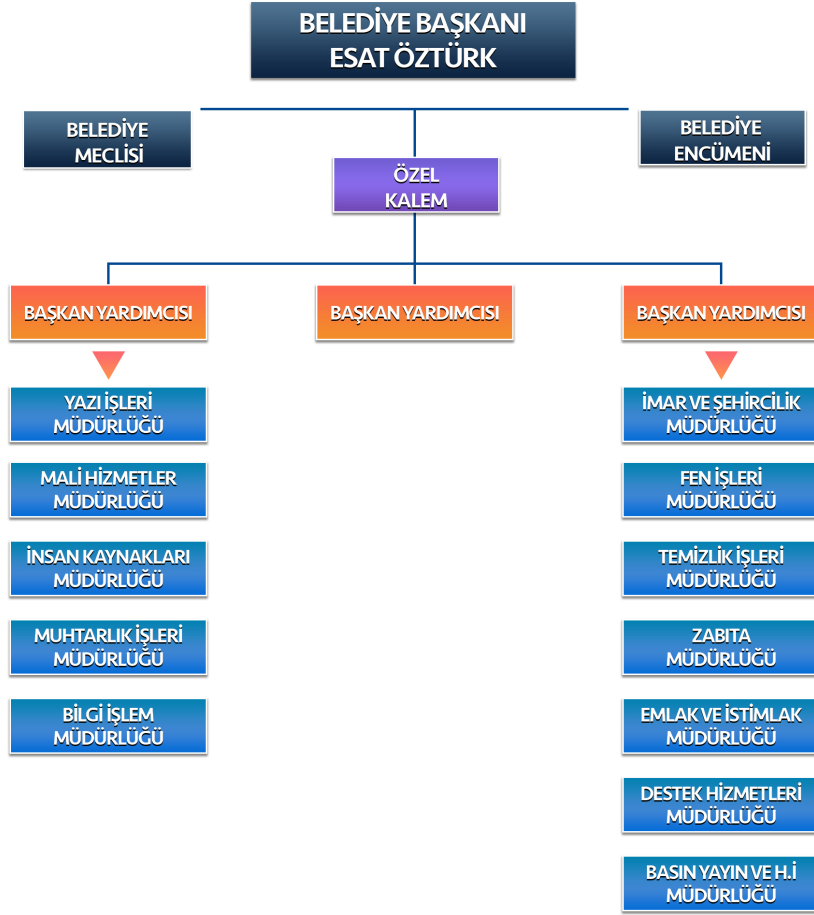 BELEDİYE BAŞKANI
ESAT ÖZTÜRK
BELEDİYE
MECLİSİ
BELEDİYE
ENCÜMENİ
ÖZEL
KALEM
BAŞKAN YARDIMCISI
BAŞKAN YARDIMCISI
BAŞKAN YARDIMCISI
YAZI İŞLERİ
MÜDÜRLÜĞÜ
MALİ HİZMETLER
MÜDÜRLÜĞÜ
İNSAN KAYNAKLARI
MÜDÜRLÜĞÜ
MUHTARLIK İŞLERİ
MÜDÜRLÜĞÜ
BİLGİ İŞLEM
MÜDÜRLÜĞÜ
İMAR VE ŞEHİRCİLİK
MÜDÜRLÜĞÜ
FEN İŞLERİ
MÜDÜRLÜĞÜ
TEMİZLİK İŞLERİ
MÜDÜRLÜĞÜ
ZABITA
MÜDÜRLÜĞÜ
EMLAK VE İSTİMLAK
MÜDÜRLÜĞÜ
DESTEK HİZMETLERİ
MÜDÜRLÜĞÜ
BASIN YAYIN VE H.İ
MÜDÜRLÜĞÜ